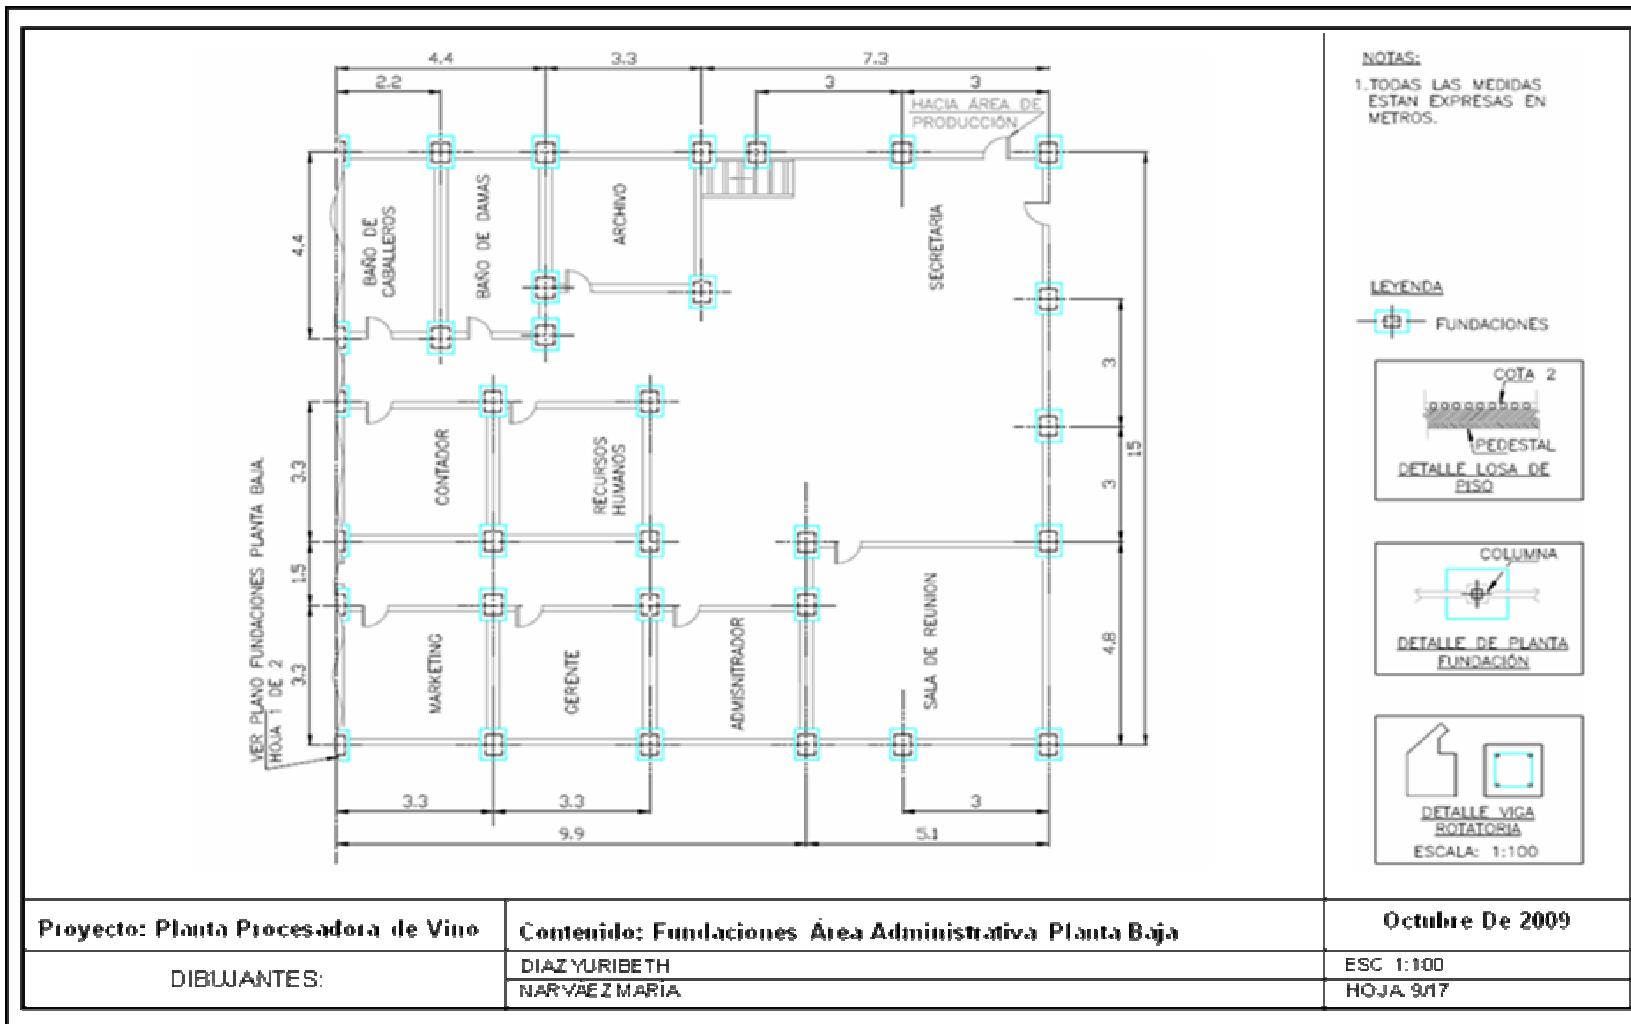 4.4
3.3
7.3
2.2
3
3
HACIA ÁREA DE
PRODUCCIÓN
BAÑO DE
CABALLEROS
BAÑO DE DAMAS
ARCHIVO
SECRETARIA
4.4
3
3
15
CONTADOR
RECURSOS
HUMANOS
3.3
1.5
3.3
VER PLANO FUNDACIONES PLANTA BAJA.
HOJA 1 DE 2
MARKETING
GERENTE
ADMISNITRADOR
SALA DE REUNION
4.8
3.3
3.3
3
9.9
5.1
NOTAS:
1. TODAS LAS MEDIDAS
ESTAN EXPRESAS EN
METROS.
LEYENDA
FUNDACIONES
COTA 2
PEDESTAL
DETALLE LOSA DE
PISO
COLUMNA
DETALLE DE PLANTA
FUNDACIÓN
DETALLE VIGA
ROTATORIA
ESCALA: 1:100
Proyecto: Planta Procesadora de Vino
Contenido: Fundaciones Área Administrativa Planta Baja
Octubre De 2009
DIBUJANTES:
DIAZ YURIBETH
NARVÁEZ MARÍA
ESC 1:100
HOJA 9/17